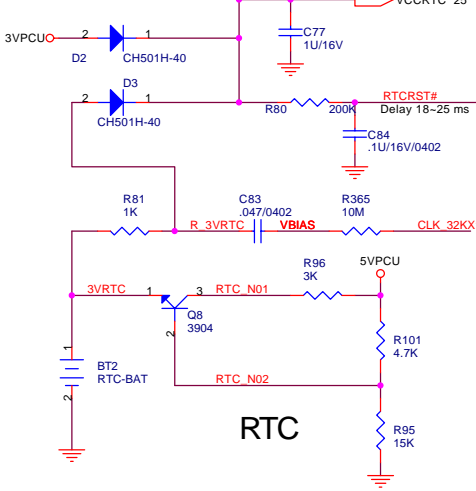 VCCRTC 25
C77
1U/16V
3VPCU
2
1
D2
CH501H-40
D3
2
1
CH501H-40
R80
200K
RTCRST#
Delay 18~25 ms
C84
.1U/16V/0402
R81
1K
C83
.047/0402
R365
10M
R_3VRTC
VBIAS
CLK_32KX
R96
3K
5VPCU
3VRTC
1
3
RTC_N01
Q8
3904
2
R101
4.7K
1
BT2
RTC-BAT
2
RTC_N02
RTC
R95
15K